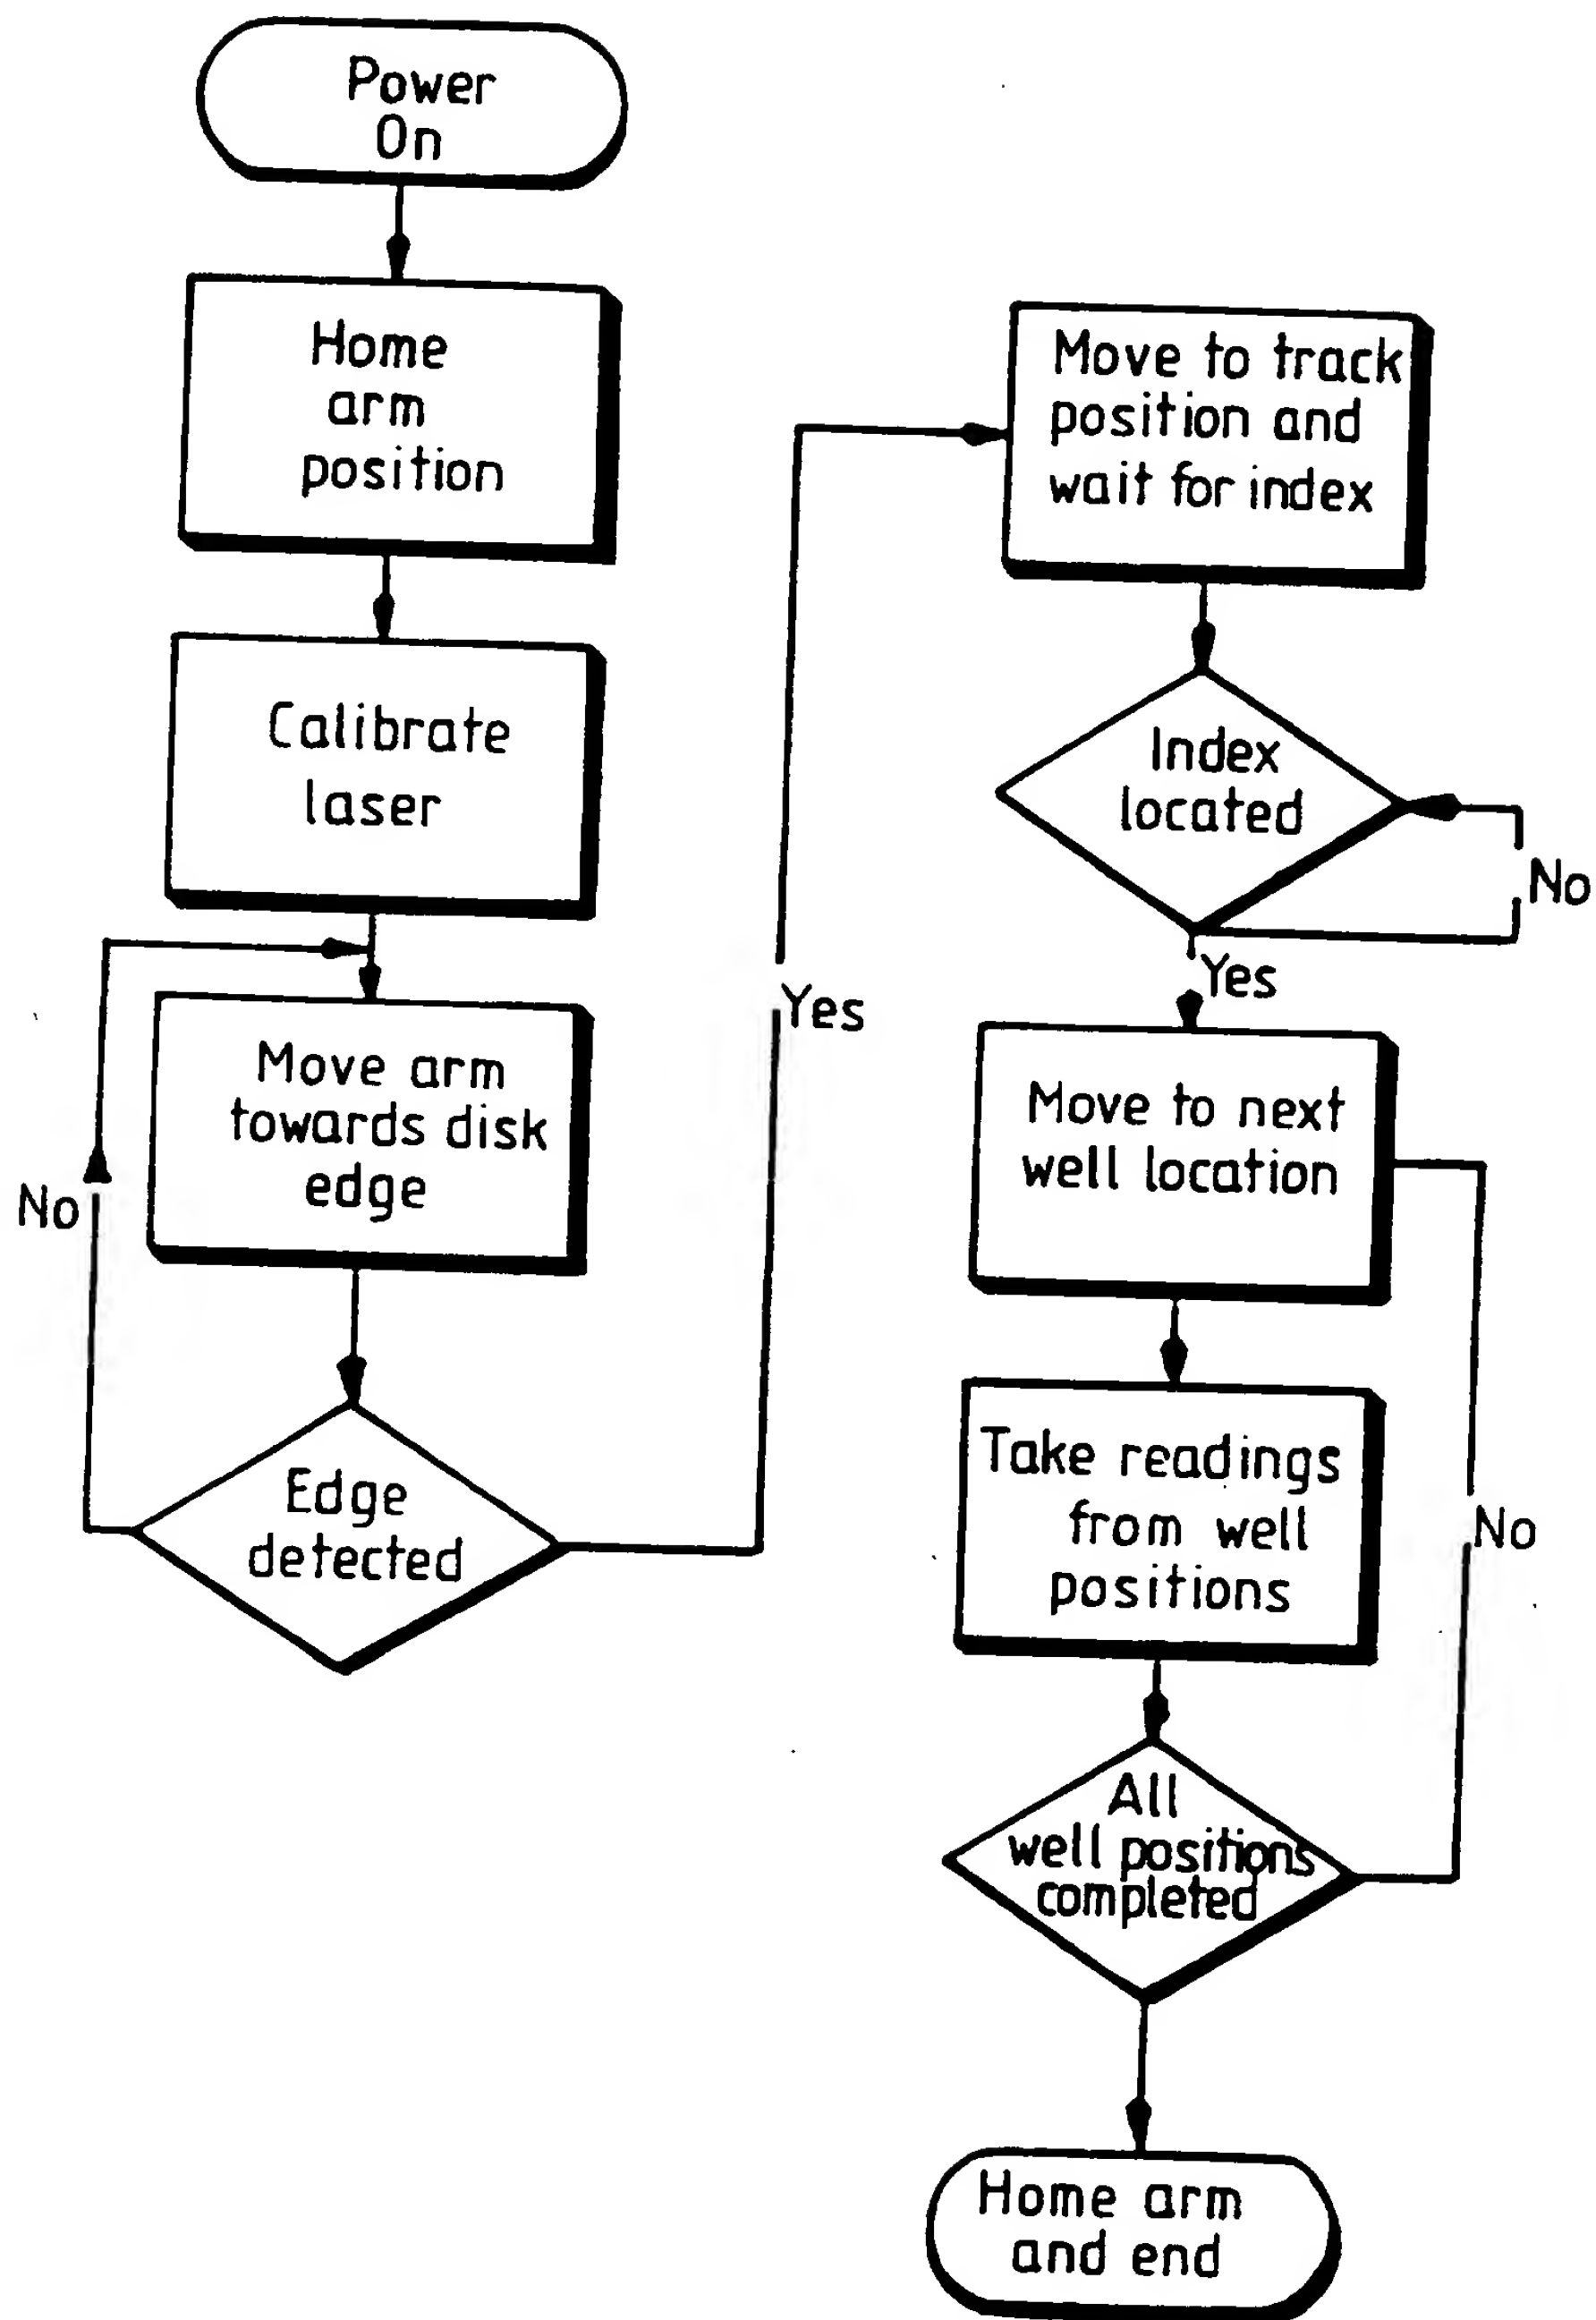 Power
On
Home
arm
position
Calibrate
laser
Move arm
towards disk
edge
No
Edge
detected
Yes
Move to track
position and
wait for index
Index
located
No
Yes
Move to next
well location
Take readings
from well
positions
No
All
well positions
completed
Home arm
and end